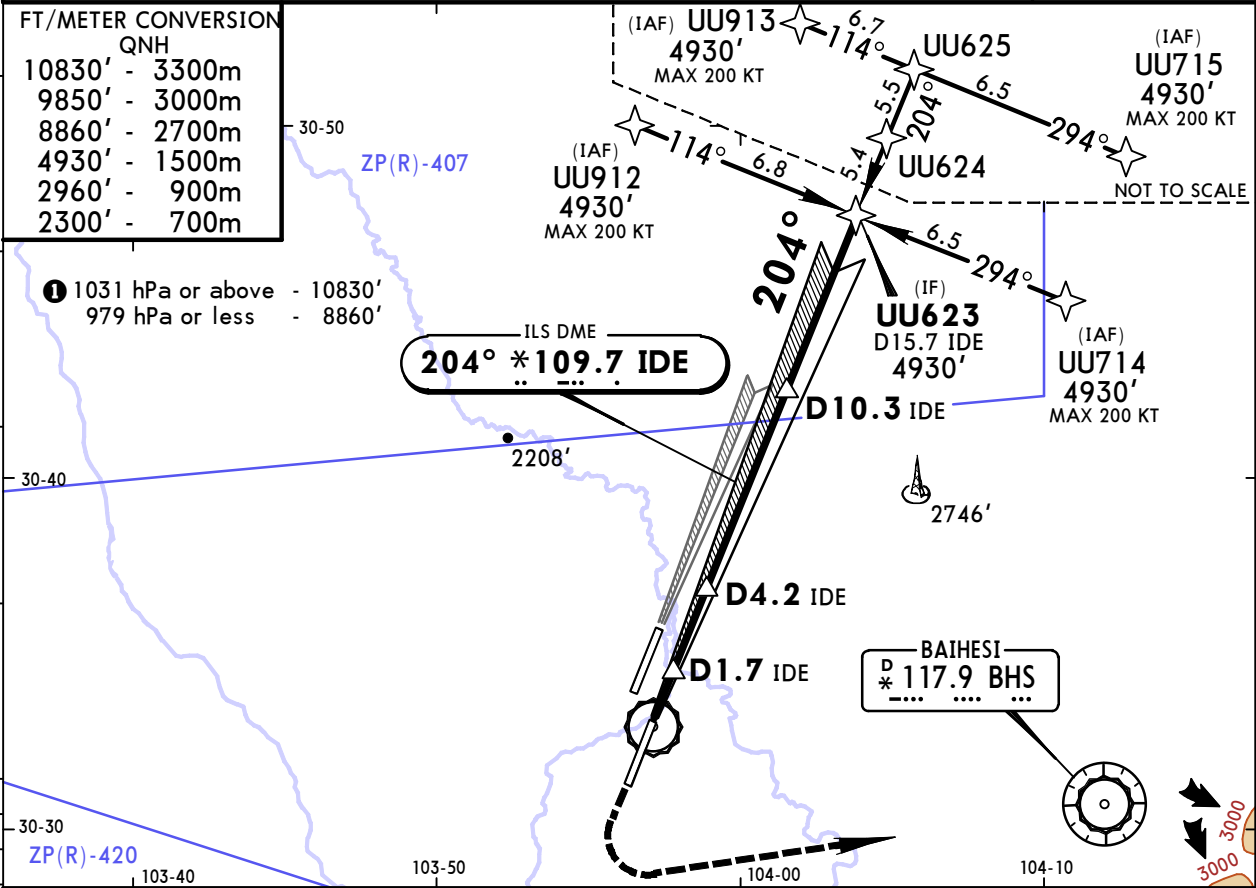 FT/METER CONVERSION
QNH
10830' - 3300m
9850' - 3000m
8860' - 2700m
4930' - 1500m
2960' - 900m
2300' - 700m
1 1031 hPa or above - 10830'
979 hPa or less - 8860'
(IAF) UU913
4930'
MAX 200 KT
6.7
114°
UU625
6.5
294°
(IAF)
UU715
4930'
MAX 200 KT
NOT TO SCALE
5.5
204°
UU624
5.4
30-50
ZP(R)-407
(IAF)
UU912
4930'
MAX 200 KT
114°
6.8
6.5
294°
204°
(IF)
UU623
D15.7 IDE
4930'
(IAF)
UU714
4930'
MAX 200 KT
ILS DME
204° *109.7 IDE
D10.3 IDE
2208'
30-40
2746'
D4.2 IDE
D1.7 IDE
BAIHESI
D
* 117.9 BHS
30-30
ZP(R)-420
103-40
103-50
104-00
104-10
3000
3000